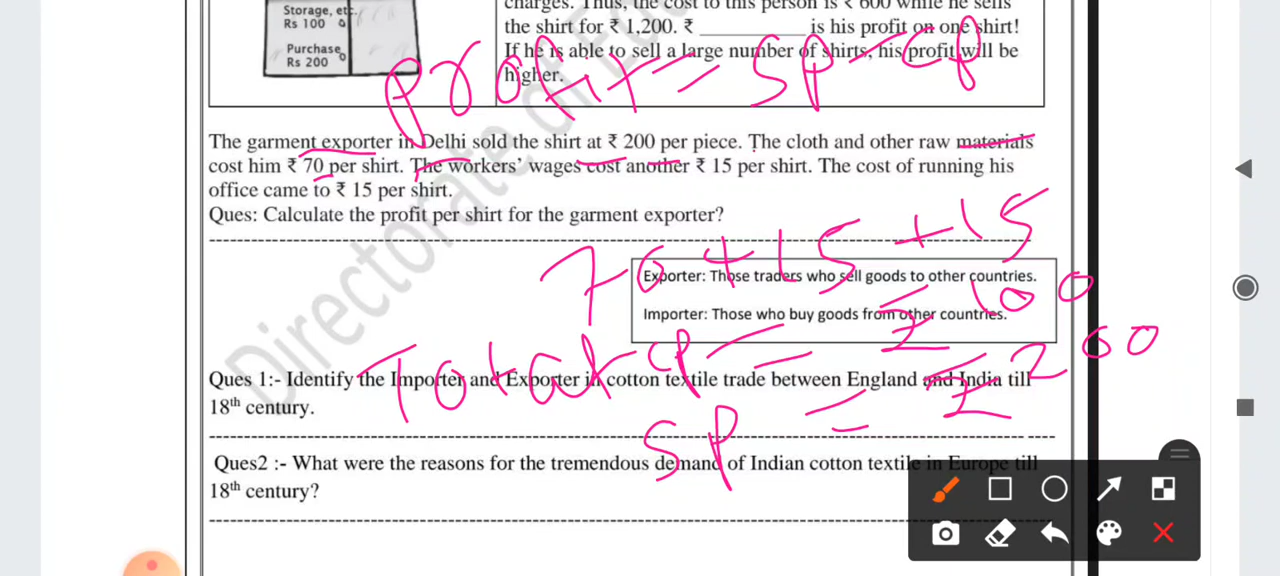 Storage, etc.
Rs 100
Purchase
Rs 200
charges. Thus, the cost to this person is ₹ 600 while he sells
the shirt for ₹ 1,200. ₹ __________ is his profit on one shirt!
If he is able to sell a large number of shirts, his profit will be
higher.
Profit = SP - CP
The garment exporter in Delhi sold the shirt at ₹ 200 per piece. The cloth and other raw materials
cost him ₹ 70 per shirt. The workers' wages cost another ₹ 15 per shirt. The cost of running his
office came to ₹ 15 per shirt.
Ques: Calculate the profit per shirt for the garment exporter?
70 + 15 + 15
Exporter: Those traders who sell goods to other countries.
Importer: Those who buy goods from other countries.
Total CP = ₹ 100
Ques 1:- Identify the Importer and Exporter in cotton textile trade between England and India till
18th century.
SP = ₹ 200
Ques2 :- What were the reasons for the tremendous demand of Indian cotton textile in Europe till
18th century?
Directorate of Edu